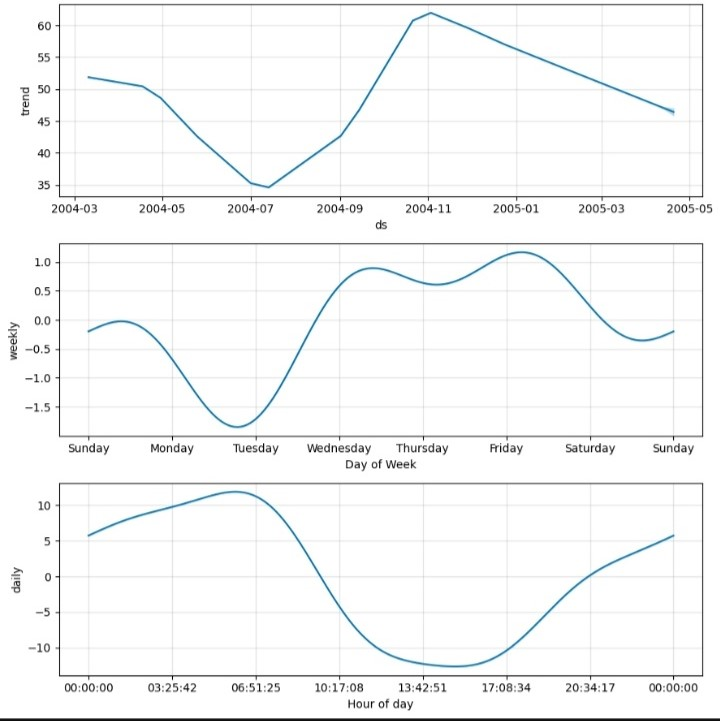 60
55
50
45
40
35
trend
2004-03 2004-05 2004-07 2004-09 2004-11 2005-01 2005-03 2005-05
ds
1.0
0.5
0.0
−0.5
−1.0
−1.5
weekly
Sunday Monday Tuesday Wednesday Thursday Friday Saturday Sunday
Day of Week
10
5
0
−5
−10
daily
00:00:00 03:25:42 06:51:25 10:17:08 13:42:51 17:08:34 20:34:17 00:00:00
Hour of day